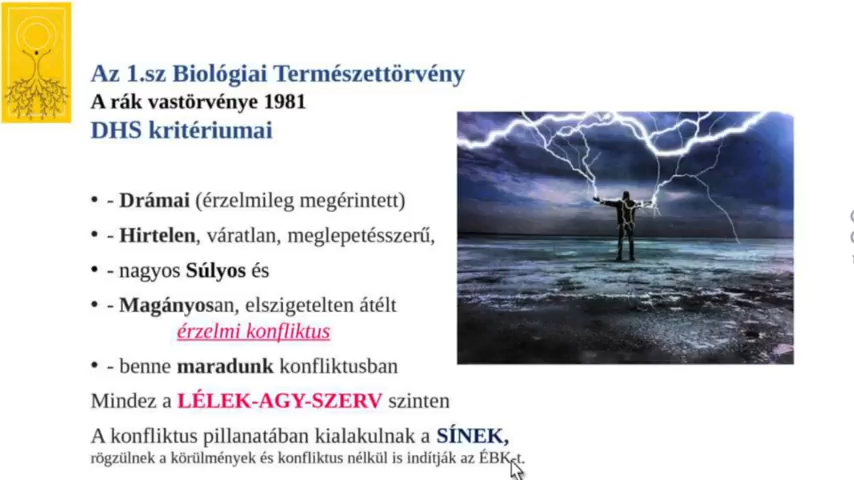 Az 1.sz Biológiai Természettörvény
A rák vastörvénye 1981
DHS kritériumai
• - Drámai (érzelmileg megérintett)
• - Hirtelen, váratlan, meglepetésszerű,
• - nagyos Súlyos és
• - Magányosan, elszigetelten átélt
érzelmi konfliktus
• - benne maradunk konfliktusban
Mindez a LÉLEK-AGY-SZERV szinten
A konfliktus pillanatában kialakulnak a SÍNEK,
rögzülnek a körülmények és konfliktus nélkül is indítják az ÉBK-t.